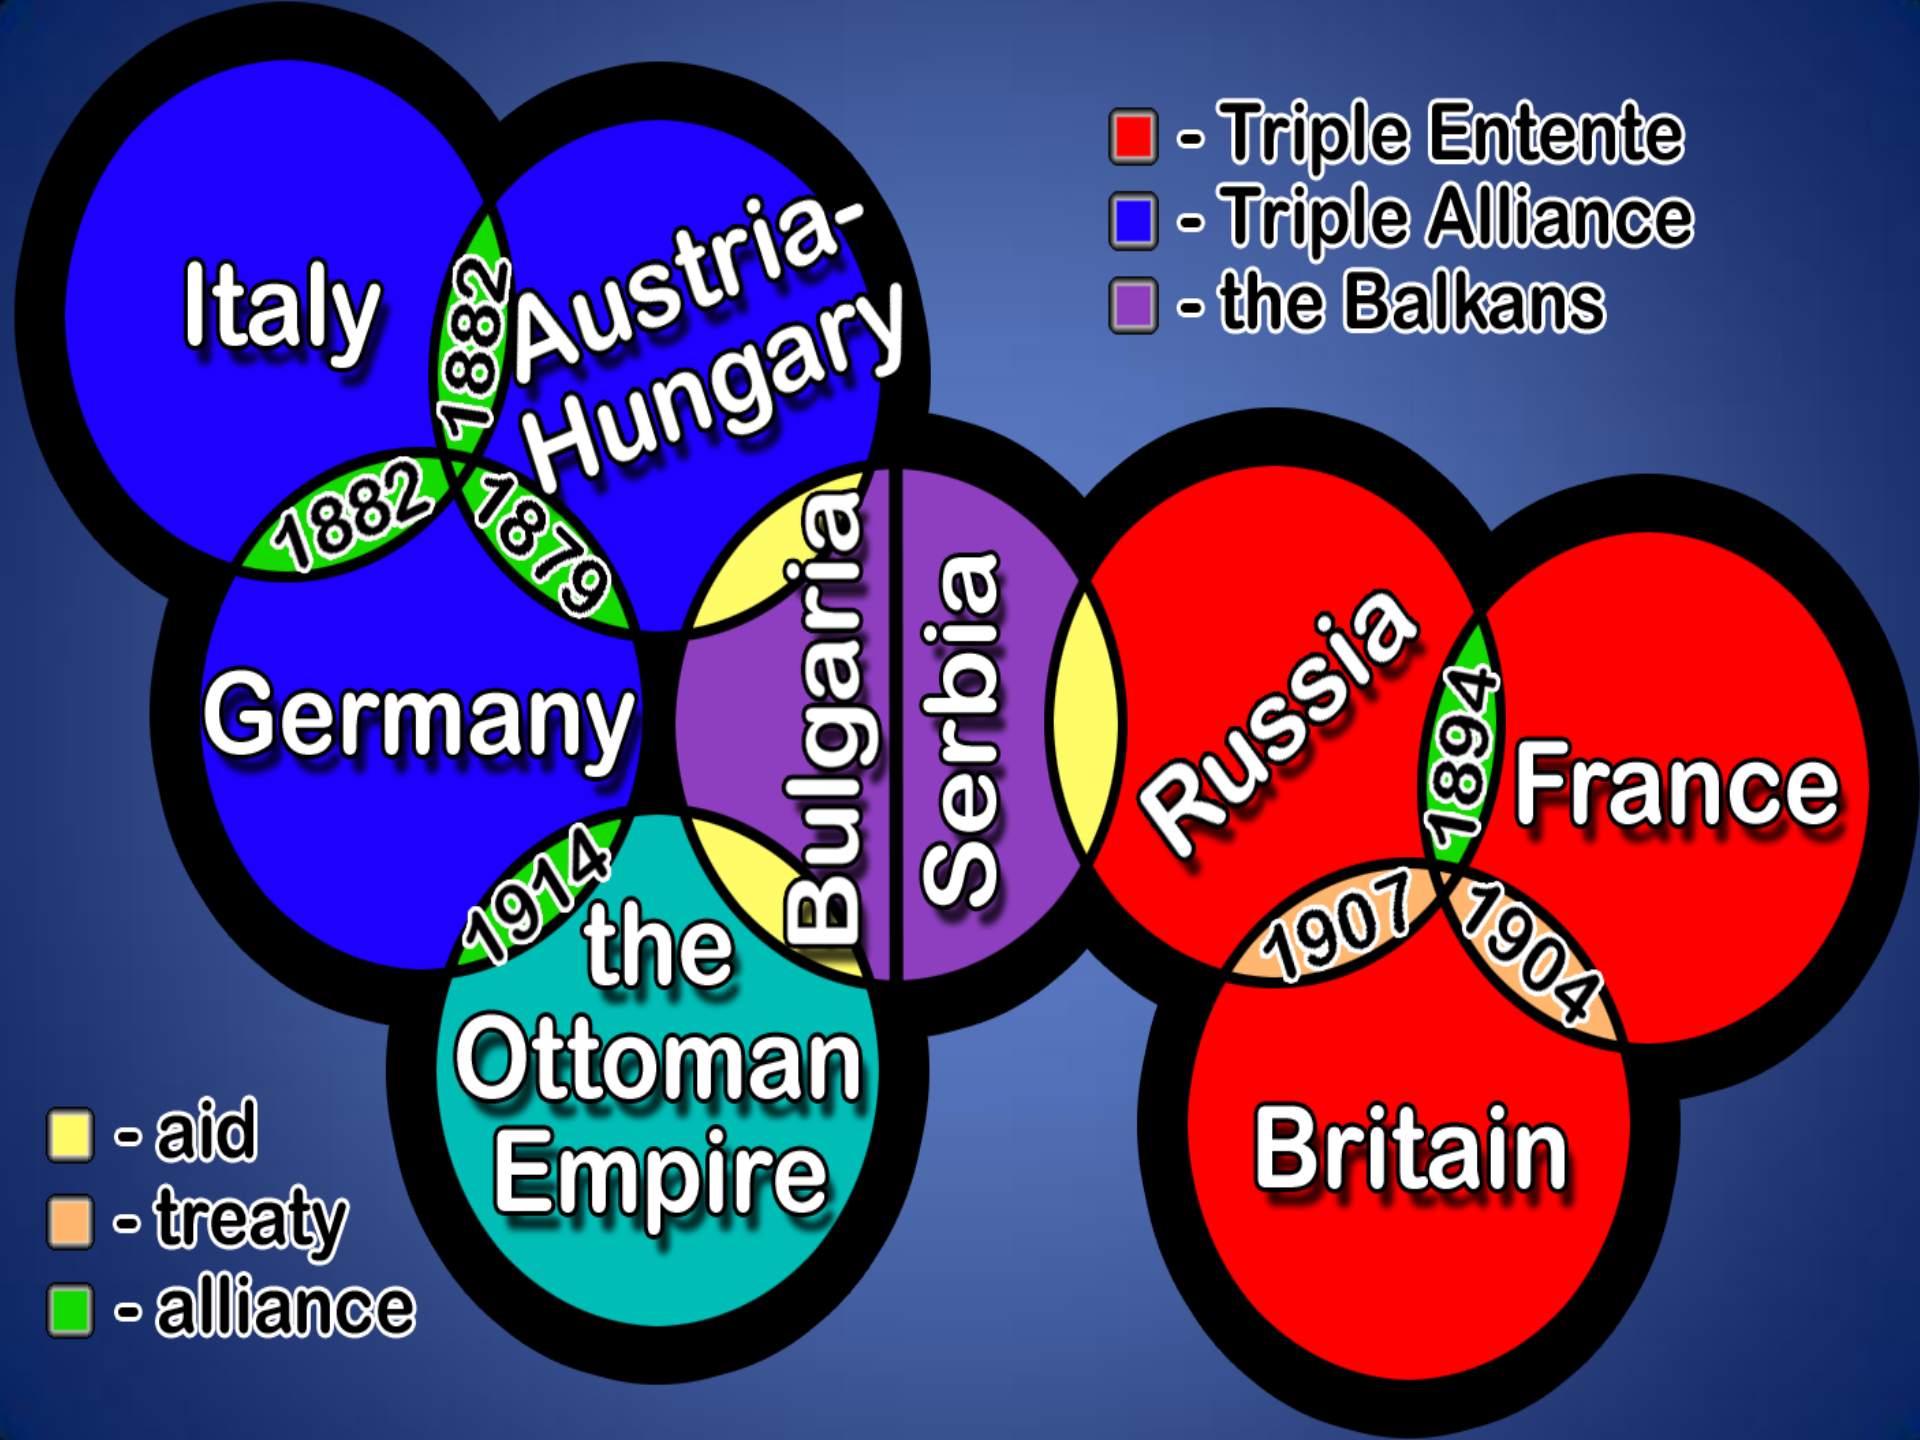 Italy
1882
Austria-
Hungary
1882
1879
Germany
1914
the
Ottoman
Empire
Bulgaria
Serbia
Russia
1894
France
1907
1904
Britain
- Triple Entente
- Triple Alliance
- the Balkans
- aid
- treaty
- alliance